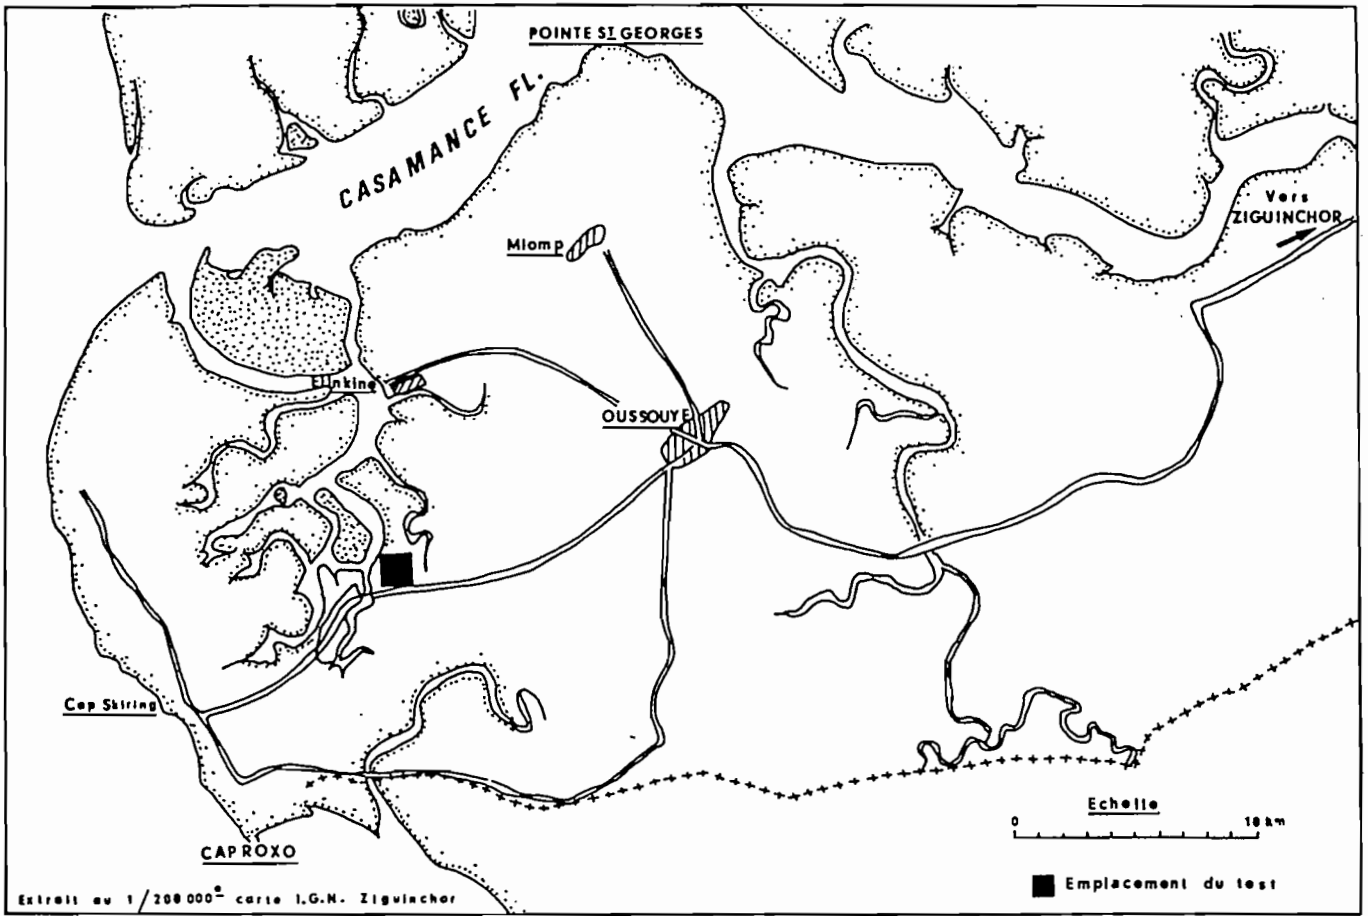 POINTE ST GEORGES
CASAMANCE FL.
Vers
ZIGUINCHOR
Mlomp
Elinkine
OUSSOUYE
Cap Skiring
CAP ROXO
Echelle
0 10 km
Emplacement du test
Extrait au 1/200 000e carte I.G.N. Ziguinchor